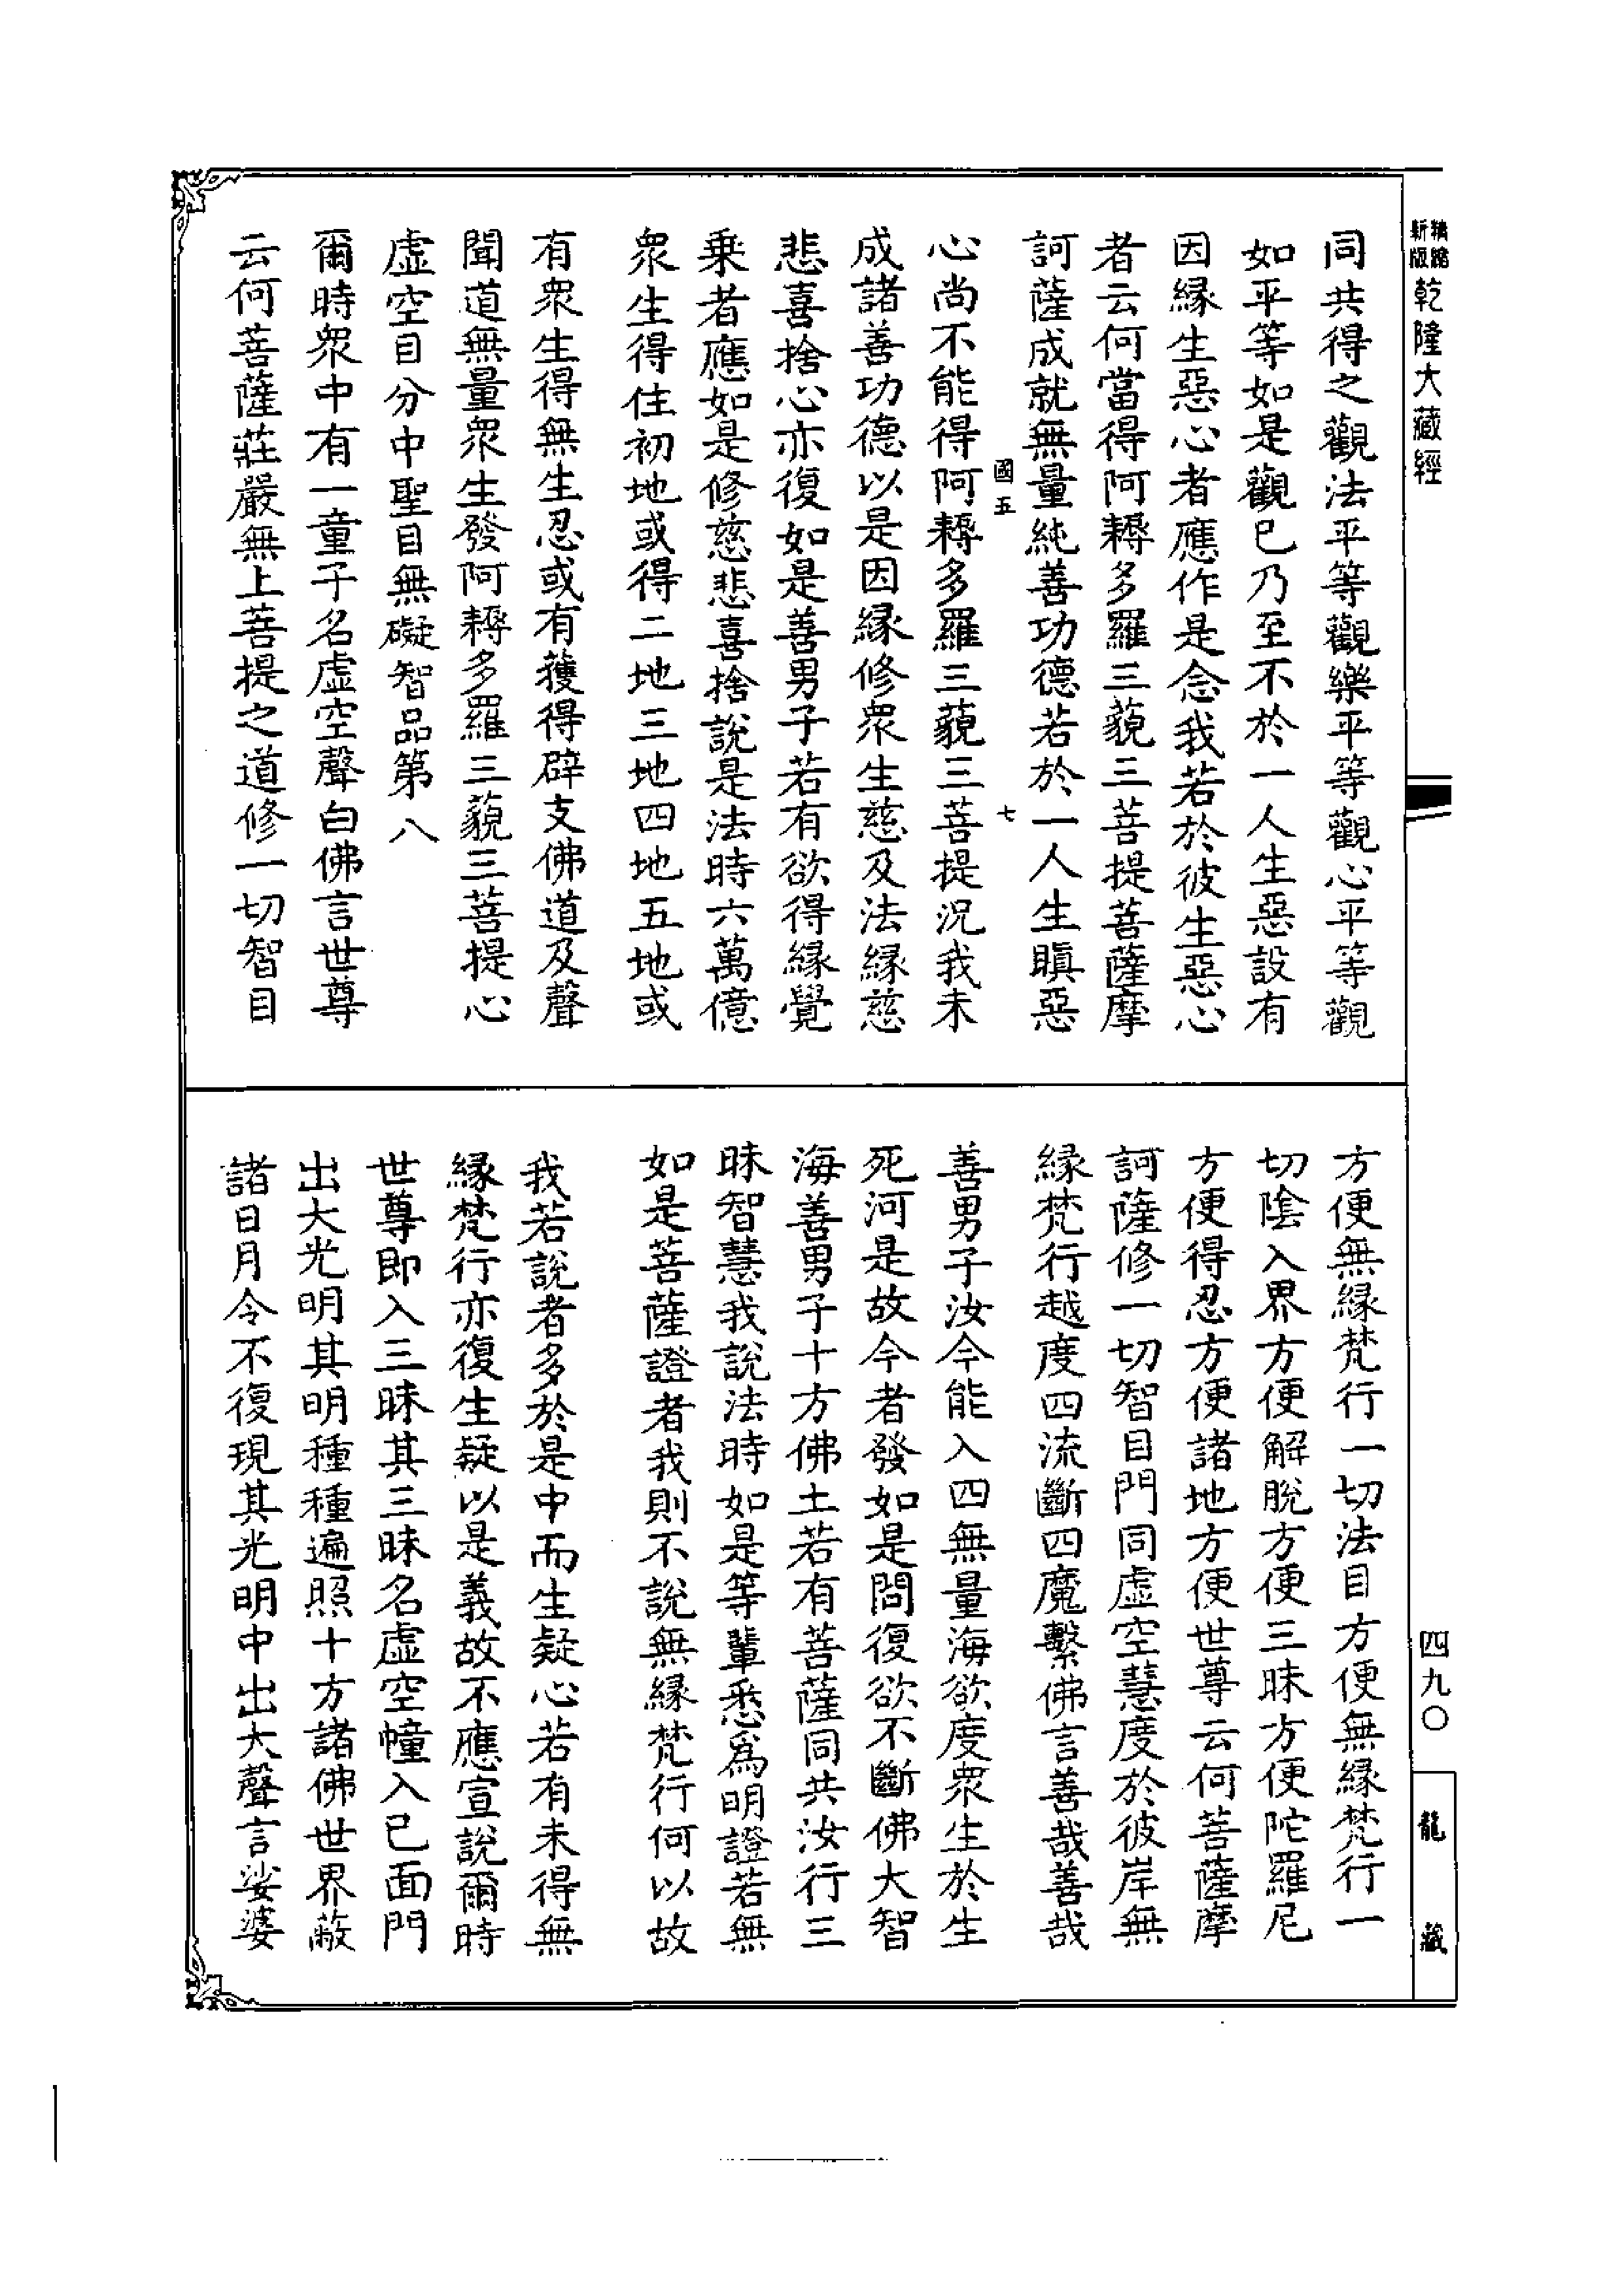 精縮新版乾隆大藏經
同共得之觀法平等觀樂平等觀心平等觀
如平等如是觀巳乃至不於一人生惡設有
因緣生惡心者應作是念我若於彼生惡心
者云何當得阿耨多羅三藐三菩提菩薩摩
訶薩成就無量純善功德若於一人生瞋惡
國五 七
心尚不能得阿耨多羅三藐三菩提況我未
成諸善功德以是因緣修眾生慈及法緣慈
悲喜捨心亦復如是善男子若有欲得緣覺
乗者應如是修慈悲喜捨說是法時六萬億
眾生得住初地或得二地三地四地五地或
有眾生得無生忍或有獲得辟支佛道及聲
聞道無量眾生發阿耨多羅三藐三菩提心
虛空目分中聖目無礙智品第八
爾時眾中有一童子名虛空聲白佛言世尊
云何菩薩莊嚴無上菩提之道修一切智目
方便無緣梵行一切法目方便無緣梵行一
切陰入界方便解脫方便三昧方便陀羅尼
方便得忍方便諸地方便世尊云何菩薩摩
訶薩修一切智目門同虛空慧度於彼岸無
緣梵行越度四流斷四魔繫佛言善哉善哉
善男子汝今能入四無量海欲度眾生於生
死河是故今者發如是問復欲不斷佛大智
海善男子十方佛土若有菩薩同共汝行三
昧智慧我說法時如是等輩悉爲明證若無
如是菩薩證者我則不說無緣梵行何以故
我若說者多於是中而生疑心若有未得無
緣梵行亦復生疑以是義故不應宣說爾時
世尊即入三昧其三昧名虛空幢入已面門
出大光明其明種種遍照十方諸佛世界蔽
諸日月令不復現其光明中出大聲言娑婆
四九〇
龍藏